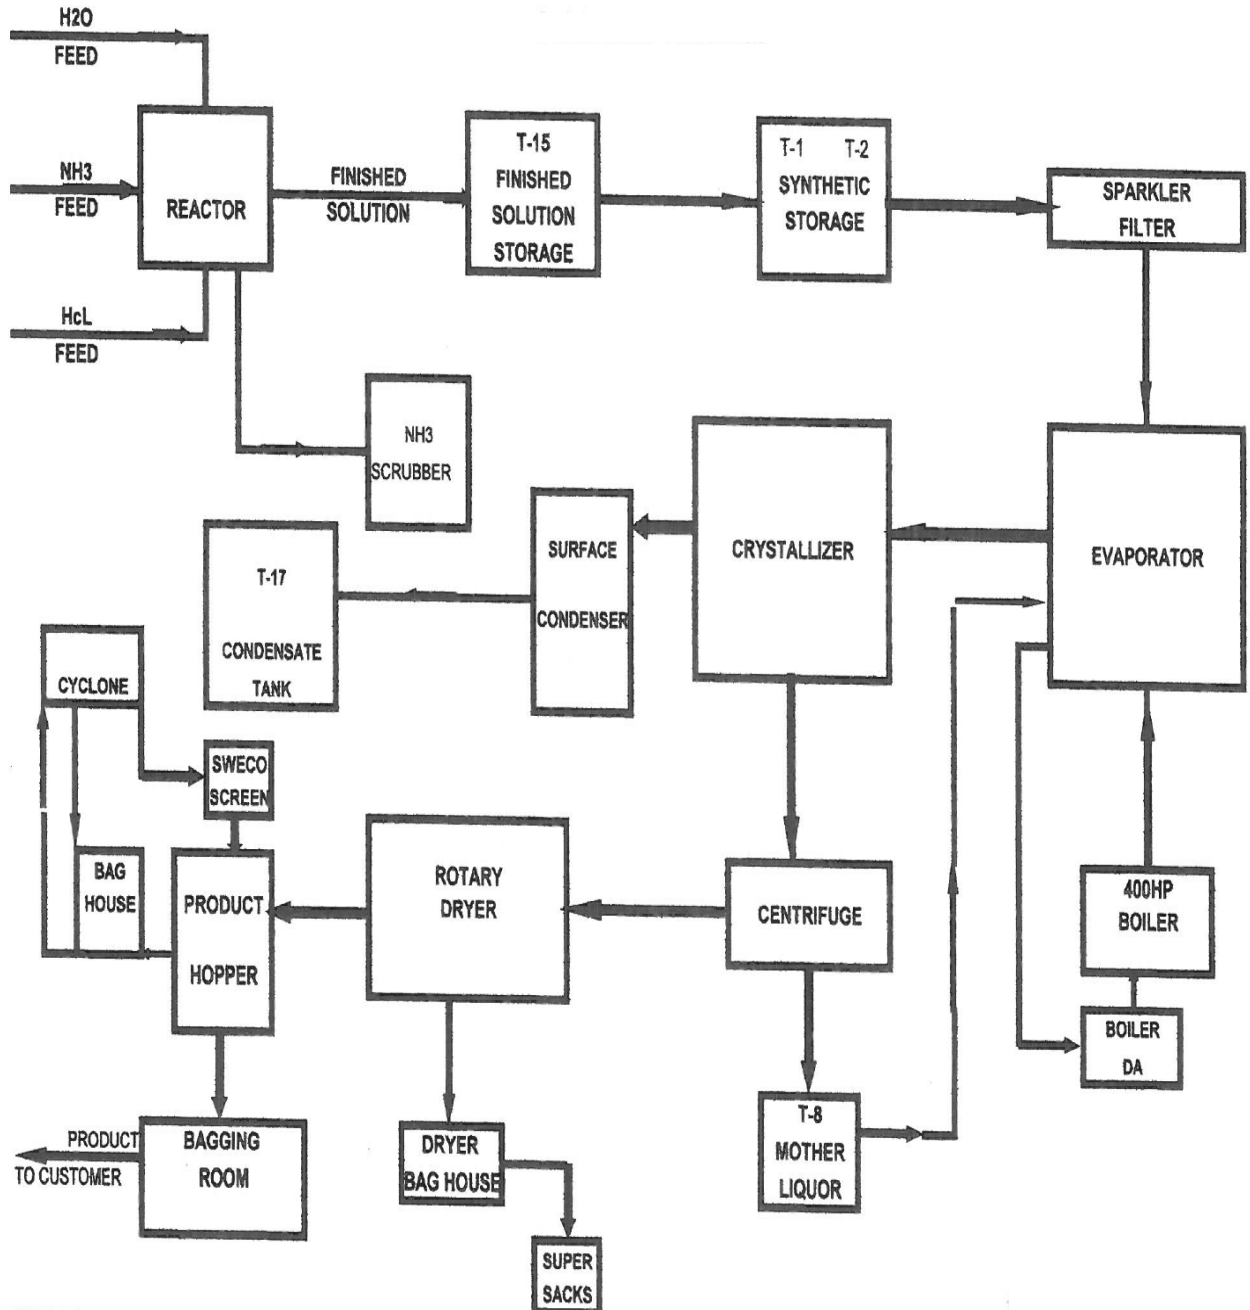 H2O
FEED
NH3
FEED
HcL
FEED
REACTOR
FINISHED
SOLUTION
T-15
FINISHED
SOLUTION
STORAGE
T-1 T-2
SYNTHETIC
STORAGE
SPARKLER
FILTER
NH3
SCRUBBER
T-17
CONDENSATE
TANK
SURFACE
CONDENSER
CRYSTALLIZER
EVAPORATOR
CYCLONE
SWECO
SCREEN
BAG
HOUSE
PRODUCT
HOPPER
ROTARY
DRYER
CENTRIFUGE
400HP
BOILER
BOILER
DA
T-8
MOTHER
LIQUOR
DRYER
BAG HOUSE
SUPER
SACKS
BAGGING
ROOM
PRODUCT
TO CUSTOMER